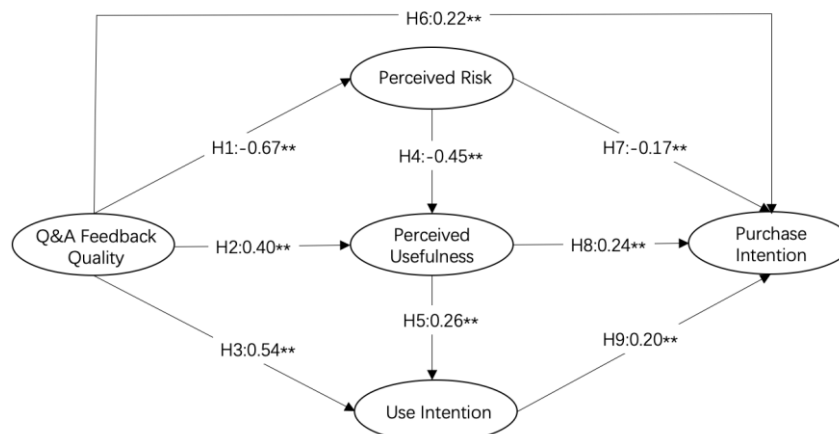 H6:0.22**
Perceived Risk
H1:-0.67**
H4:-0.45**
H7:-0.17**
Q&A Feedback
Quality
H2:0.40**
Perceived
Usefulness
H8:0.24**
Purchase
Intention
H5:0.26**
H3:0.54**
H9:0.20**
Use Intention